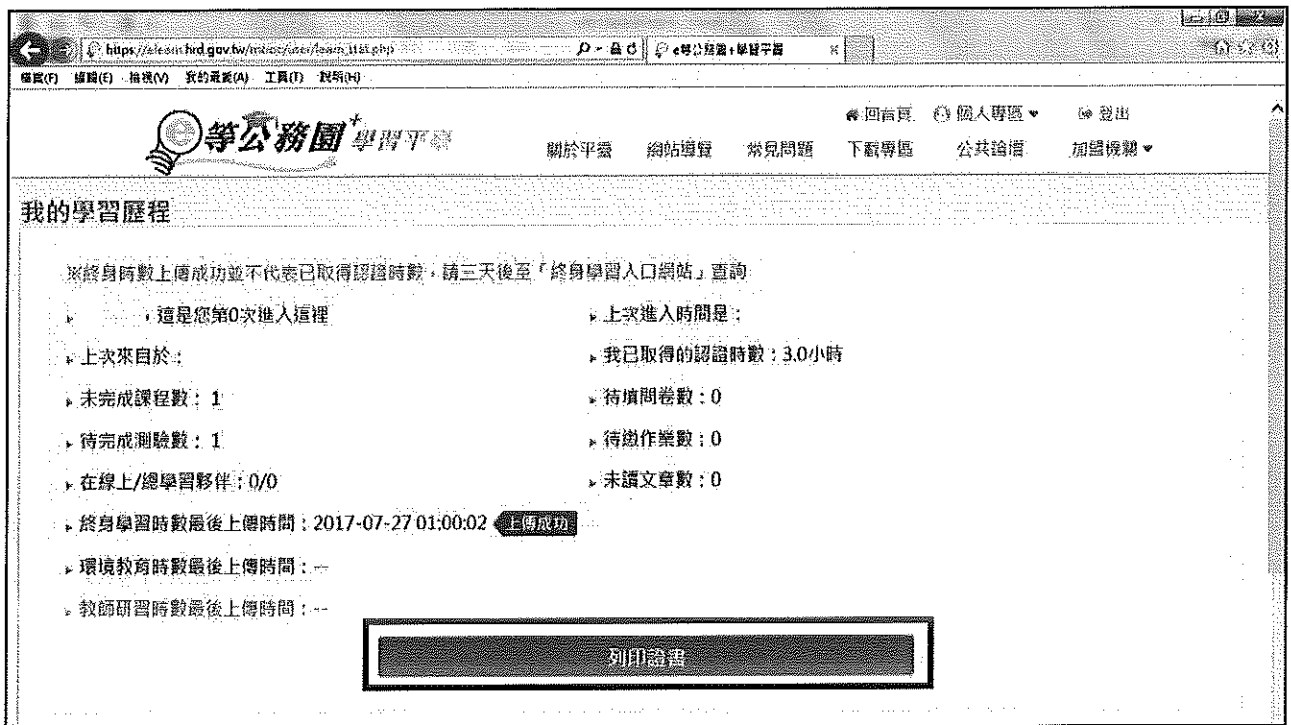 https://elearn.hrd.gov.tw/mooc/user/learn_stat.php
e等公務園+學習平臺
檔案(F) 編輯(E) 檢視(V) 我的最愛(A) 工具(T) 說明(H)
回首頁 個人專區 登出
e等公務園+學習平臺
關於平臺 網站導覽 常見問題 下載專區 公共論壇 加盟機關
我的學習歷程
※終身時數上傳成功並不代表已取得認證時數,請三天後至「終身學習入口網站」查詢
,這是您第0次進入這裡
上次進入時間是:
上次來自於:
我已取得的認證時數:3.0小時
未完成課程數: 1
待填問卷數:0
待完成測驗數: 1
待繳作業數:0
在線上/總學習夥伴:0/0
未讀文章數:0
終身學習時數最後上傳時間:2017-07-27 01:00:02 上傳成功
環境教育時數最後上傳時間:--
教師研習時數最後上傳時間:--
列印證書